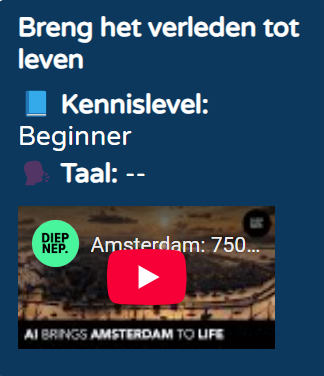 Breng het verleden tot
leven
Kennislevel:
Beginner
Taal: --
DIEP
NEP.
Amsterdam: 750...
AI BRINGS AMSTERDAM TO LIFE